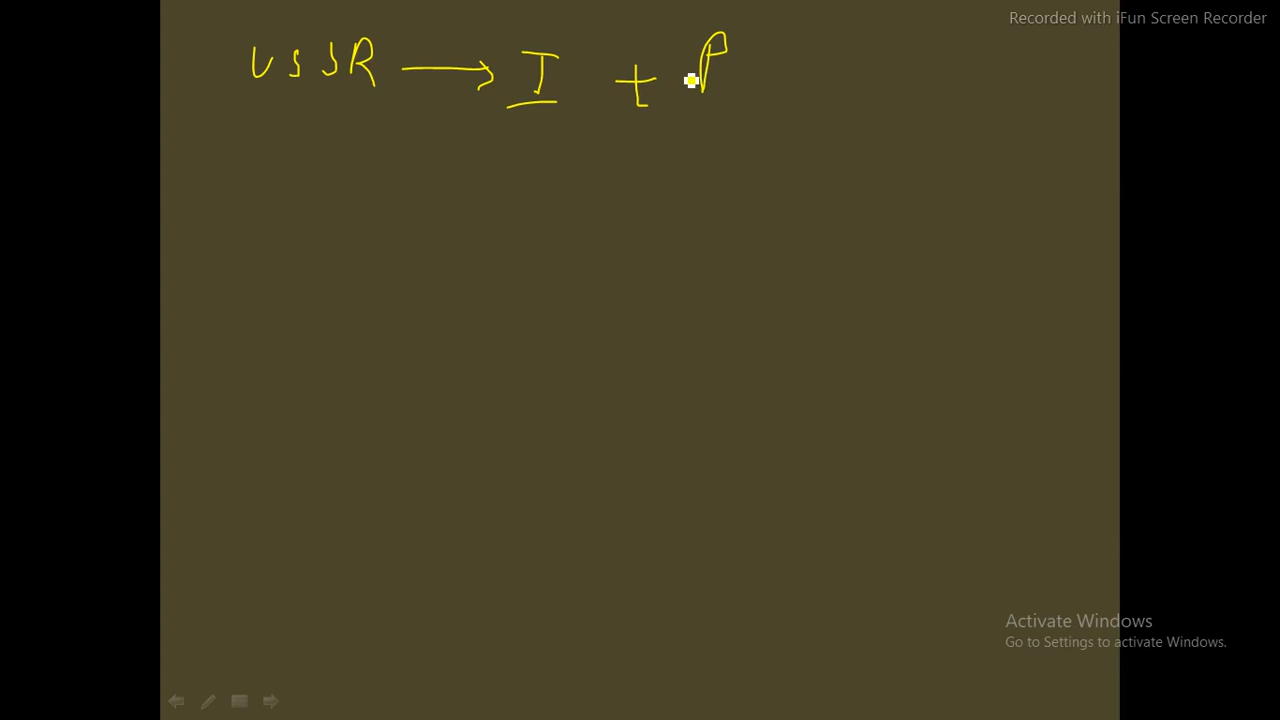 Recorded with iFun Screen Recorder
USSR → I + P
Activate Windows
Go to Settings to activate Windows.